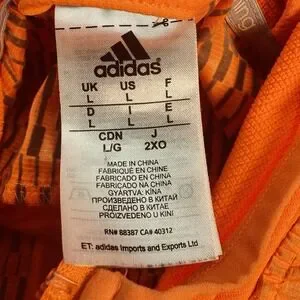 adidas
UK US F
L L L
D I E
L L L
CDN J
L/G 2XO
MADE IN CHINA
FABRIQUÉ EN CHINE
FABRICADO EN CHINA
FABRICADO NA CHINA
GYÁRTVA: KÍNA
ПРОИЗВЕДЕНО В КИТАЕ
СДЕЛАНО В КИТАЕ
PROIZVEDENO U KINI
RN# 88387 CA# 40312
ET: adidas Imports and Exports Ltd